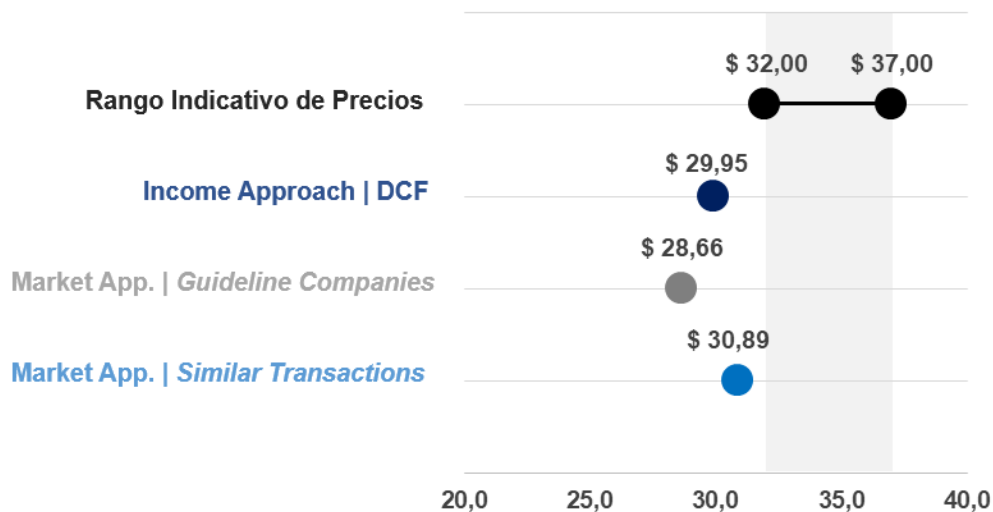 $ 32,00 $ 37,00
Rango Indicativo de Precios
$ 29,95
Income Approach | DCF
$ 28,66
Market App. | Guideline Companies
$ 30,89
Market App. | Similar Transactions
20,0 25,0 30,0 35,0 40,0